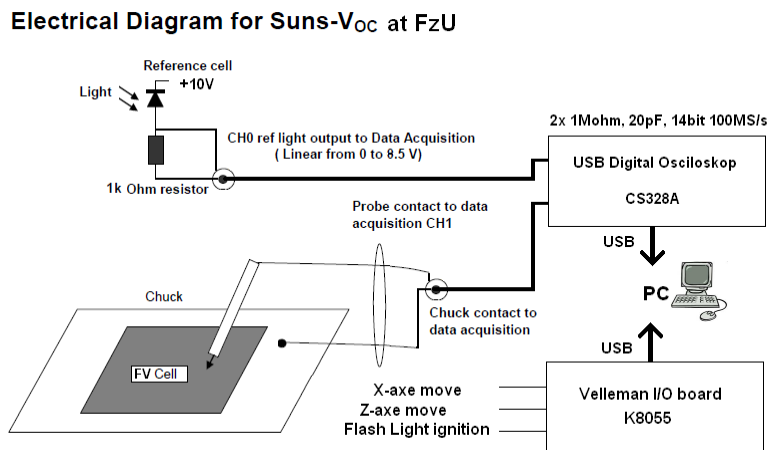 Electrical Diagram for Suns-VOC at FzU
Reference cell
+10V
Light
2x 1Mohm, 20pF, 14bit 100MS/s
CH0 ref light output to Data Acquisition
( Linear from 0 to 8.5 V)
USB Digital Osciloskop
CS328A
1k Ohm resistor
Probe contact to data
acquisition CH1
USB
PC
Chuck
Chuck contact to
data acquisition
USB
FV Cell
X-axe move
Z-axe move
Flash Light ignition
Velleman I/O board
K8055